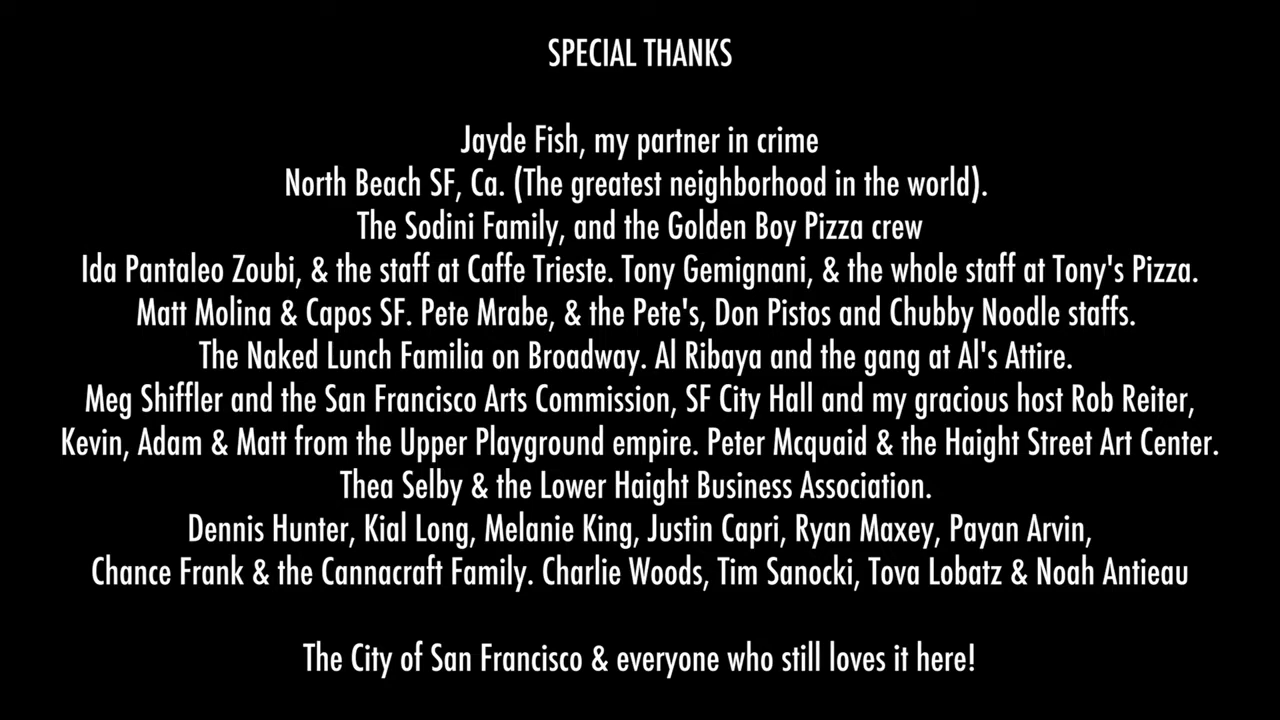 SPECIAL THANKS
Jayde Fish, my partner in crime
North Beach SF, Ca. (The greatest neighborhood in the world).
The Sodini Family, and the Golden Boy Pizza crew
Ida Pantaleo Zoubi, & the staff at Caffe Trieste. Tony Gemignani, & the whole staff at Tony's Pizza.
Matt Molina & Capos SF. Pete Mrabe, & the Pete's, Don Pistos and Chubby Noodle staffs.
The Naked Lunch Familia on Broadway. Al Ribaya and the gang at Al's Attire.
Meg Shiffler and the San Francisco Arts Commission, SF City Hall and my gracious host Rob Reiter,
Kevin, Adam & Matt from the Upper Playground empire. Peter Mcquaid & the Haight Street Art Center.
Thea Selby & the Lower Haight Business Association.
Dennis Hunter, Kial Long, Melanie King, Justin Capri, Ryan Maxey, Payan Arvin,
Chance Frank & the Cannacraft Family. Charlie Woods, Tim Sanocki, Tova Lobatz & Noah Antieau
The City of San Francisco & everyone who still loves it here!